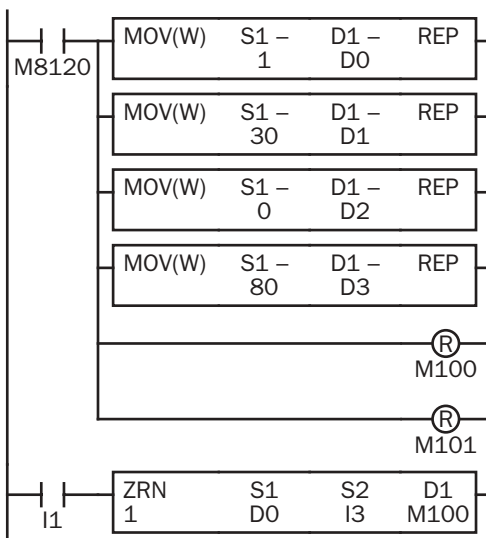 MOV(W) S1 – D1 – REP
1 D0
M8120
MOV(W) S1 – D1 – REP
30 D1
MOV(W) S1 – D1 – REP
0 D2
MOV(W) S1 – D1 – REP
80 D3
R
M100
R
M101
ZRN S1 S2 D1
1 D0 I3 M100
I1